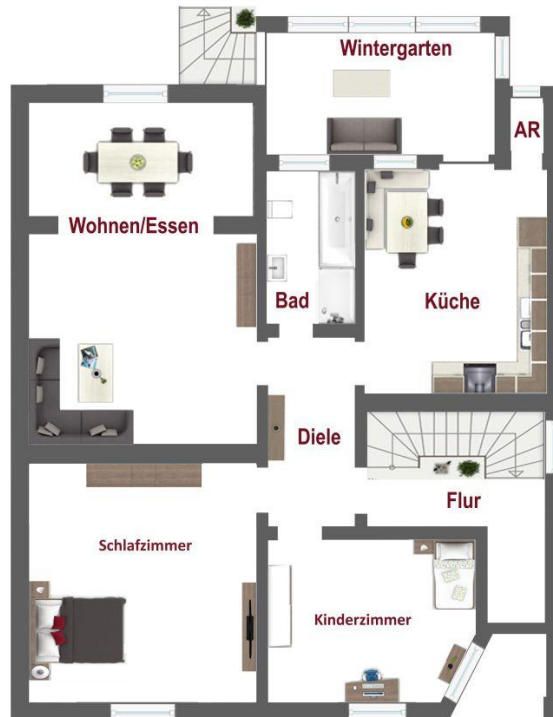 Wintergarten
AR
Wohnen/Essen
Bad
Küche
Diele
Flur
Schlafzimmer
Kinderzimmer